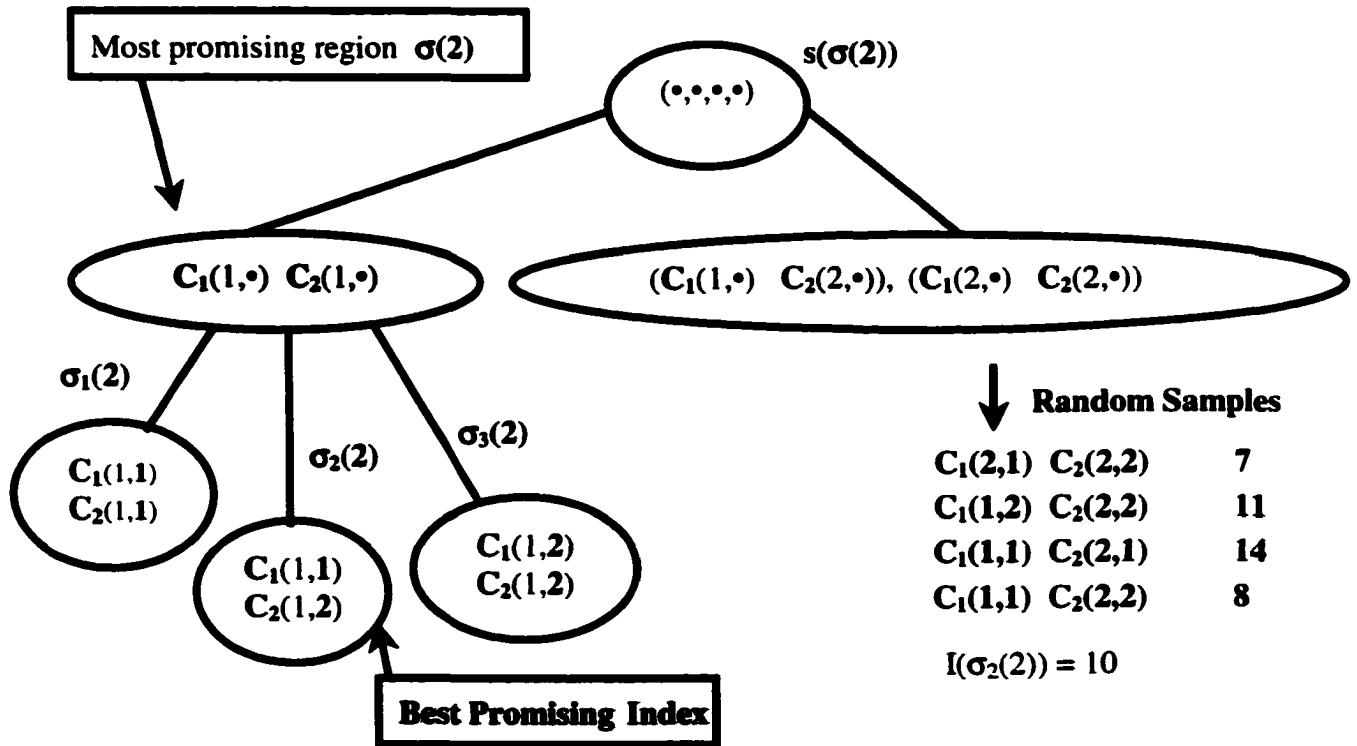 Most promising region σ(2)
s(σ(2))
(•,•,•,•)
C₁(1,•) C₂(1,•)
(C₁(1,•) C₂(2,•)), (C₁(2,•) C₂(2,•))
σ₁(2)
σ₂(2)
σ₃(2)
C₁(1,1)
C₂(1,1)
C₁(1,1)
C₂(1,2)
C₁(1,2)
C₂(1,2)
Best Promising Index
Random Samples
C₁(2,1) C₂(2,2) 7
C₁(1,2) C₂(2,2) 11
C₁(1,1) C₂(2,1) 14
C₁(1,1) C₂(2,2) 8
I(σ₂(2)) = 10